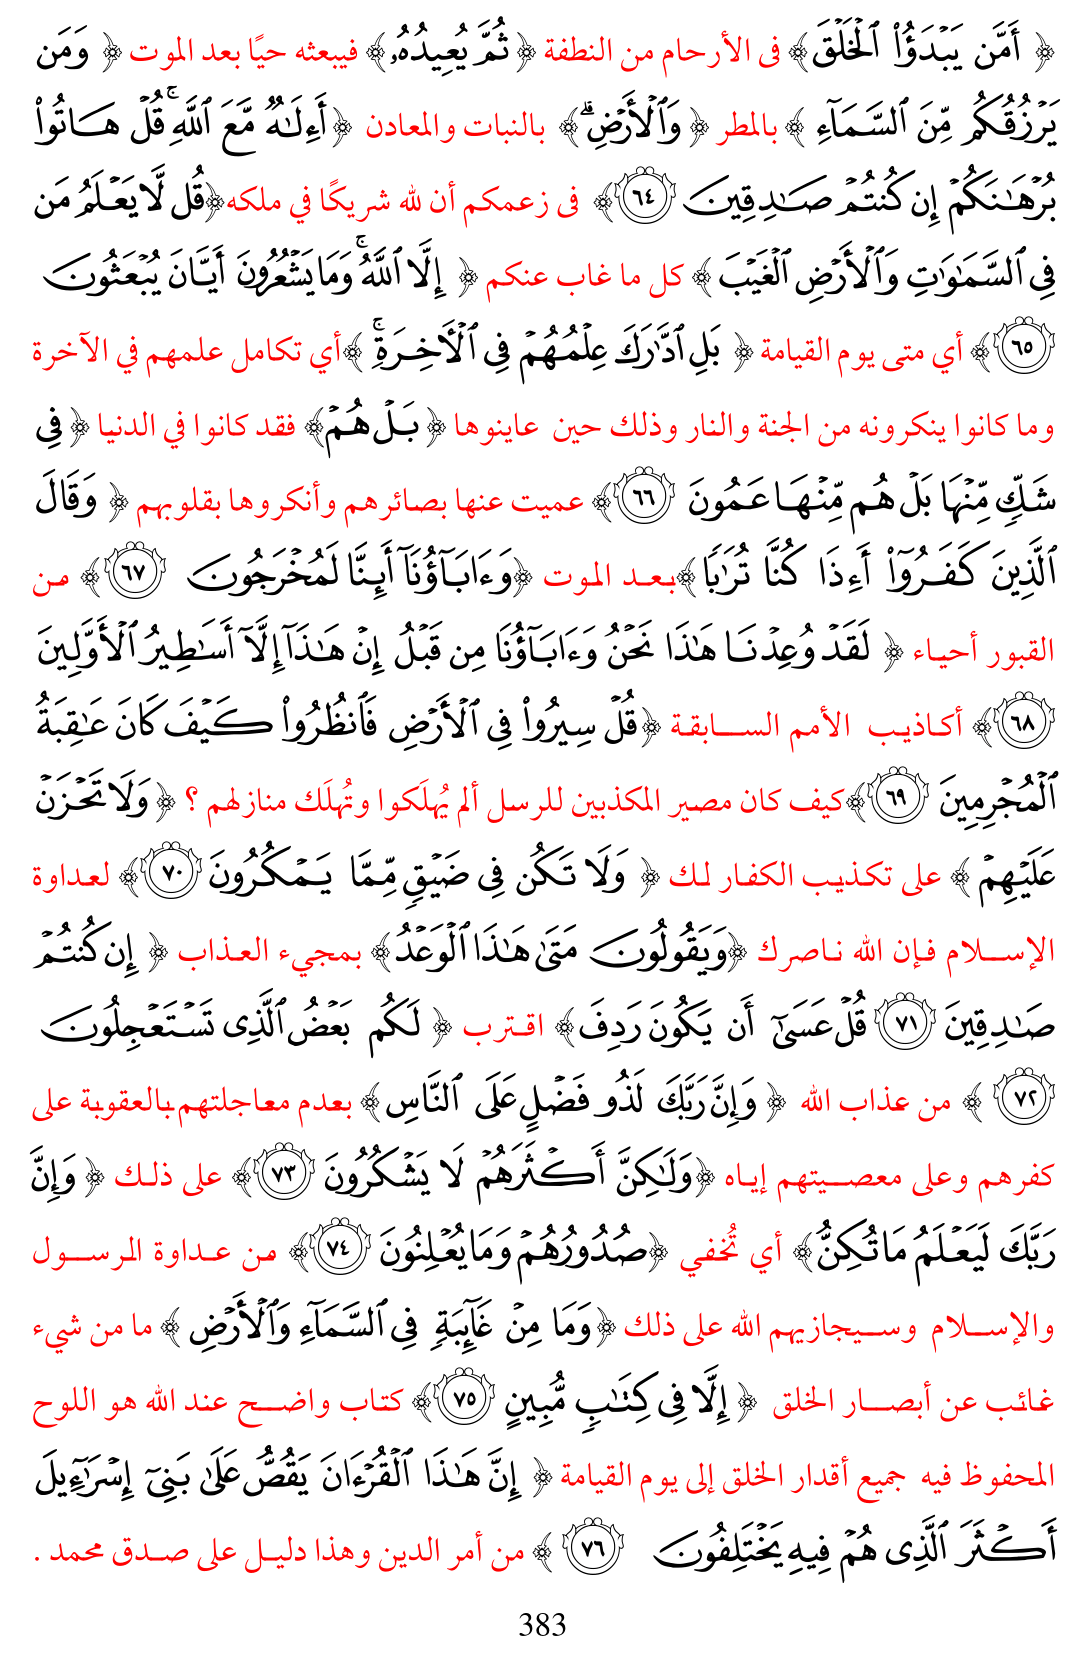 ﴿ أَمَّن يَبْدَؤُا۟ ٱلْخَلْقَ﴾ فى الأرحام من النطفة ﴿ ثُمَّ يُعِيدُهُۥ﴾ فيبعثه حيًا بعد الموت ﴿ وَمَن
يَرْزُقُكُم مِّنَ ٱلسَّمَآءِ ﴾ بالمطر ﴿ وَٱلْأَرْضِ ۗ﴾ بالنبات والمعادن ﴿أَءِلَـٰهٌ مَّعَ ٱللَّهِ ۚ قُلْ هَاتُوا۟
بُرْهَـٰنَكُمْ إِن كُنتُمْ صَـٰدِقِينَ ٦٤﴾ فى زعمكم أن لله شريكًا في ملكه﴿قُل لَّا يَعْلَمُ مَن
فِى ٱلسَّمَـٰوَٰتِ وَٱلْأَرْضِ ٱلْغَيْبَ ﴾ كل ما غاب عنكم ﴿ إِلَّا ٱللَّهُ ۚ وَمَا يَشْعُرُونَ أَيَّانَ يُبْعَثُونَ
٦٥﴾ أي متى يوم القيامة ﴿ بَلِ ٱدَّٰرَكَ عِلْمُهُمْ فِى ٱلْـَٔاخِرَةِ ۚ ﴾أي تكامل علمهم في الآخرة
وما كانوا ينكرونه من الجنة والنار وذلك حين عاينوها ﴿ بَلْ هُمْ﴾ فقد كانوا في الدنيا ﴿ فِى
شَكٍّ مِّنْهَا بَلْ هُم مِّنْهَا عَمُونَ ٦٦﴾ عميت عنها بصائرهم وأنكروها بقلوبهم ﴿ وَقَالَ
ٱلَّذِينَ كَفَرُوٓا۟ أَءِذَا كُنَّا تُرَٰبًا ﴾بعد الموت ﴿وَءَابَآؤُنَآ أَئِنَّا لَمُخْرَجُونَ ٦٧﴾ من
القبور أحياء ﴿ لَقَدْ وُعِدْنَا هَـٰذَا نَحْنُ وَءَابَآؤُنَا مِن قَبْلُ إِنْ هَـٰذَآ إِلَّآ أَسَـٰطِيرُ ٱلْأَوَّلِينَ
٦٨﴾ أكاذيب الأمم السابقة ﴿قُلْ سِيرُوا۟ فِى ٱلْأَرْضِ فَٱنظُرُوا۟ كَيْفَ كَانَ عَـٰقِبَةُ
ٱلْمُجْرِمِينَ ٦٩﴾كيف كان مصير المكذبين للرسل ألم يُهلَكوا وتُهلَك منازلهم ؟ ﴿ وَلَا تَحْزَنْ
عَلَيْهِمْ ﴾ على تكذيب الكفار لك ﴿ وَلَا تَكُن فِى ضَيْقٍ مِّمَّا يَمْكُرُونَ ٧٠﴾ لعداوة
الإسلام فإن الله ناصرك ﴿وَيَقُولُونَ مَتَىٰ هَـٰذَا ٱلْوَعْدُ﴾ بمجيء العذاب ﴿ إِن كُنتُمْ
صَـٰدِقِينَ ٧١ قُلْ عَسَىٰٓ أَن يَكُونَ رَدِفَ﴾ اقترب ﴿ لَكُم بَعْضُ ٱلَّذِى تَسْتَعْجِلُونَ
٧٢ ﴾ من عذاب الله ﴿ وَإِنَّ رَبَّكَ لَذُو فَضْلٍ عَلَى ٱلنَّاسِ﴾ بعدم معاجلتهم بالعقوبة على
كفرهم وعلى معصيتهم إياه ﴿وَلَـٰكِنَّ أَكْثَرَهُمْ لَا يَشْكُرُونَ ٧٣﴾ على ذلك ﴿ وَإِنَّ
رَبَّكَ لَيَعْلَمُ مَا تُكِنُّ﴾ أي تُخفي ﴿صُدُورُهُمْ وَمَا يُعْلِنُونَ ٧٤﴾ من عداوة الرسول
والإسلام وسيجازيهم الله على ذلك ﴿وَمَا مِنْ غَآئِبَةٍ فِى ٱلسَّمَآءِ وَٱلْأَرْضِ ﴾ ما من شيء
غائب عن أبصار الخلق ﴿ إِلَّا فِى كِتَـٰبٍ مُّبِينٍ ٧٥﴾ كتاب واضح عند الله هو اللوح
المحفوظ فيه جميع أقدار الخلق إلى يوم القيامة ﴿ إِنَّ هَـٰذَا ٱلْقُرْءَانَ يَقُصُّ عَلَىٰ بَنِىٓ إِسْرَٰٓءِيلَ
أَكْثَرَ ٱلَّذِى هُمْ فِيهِ يَخْتَلِفُونَ ٧٦ ﴾ من أمر الدين وهذا دليل على صدق محمد .
383